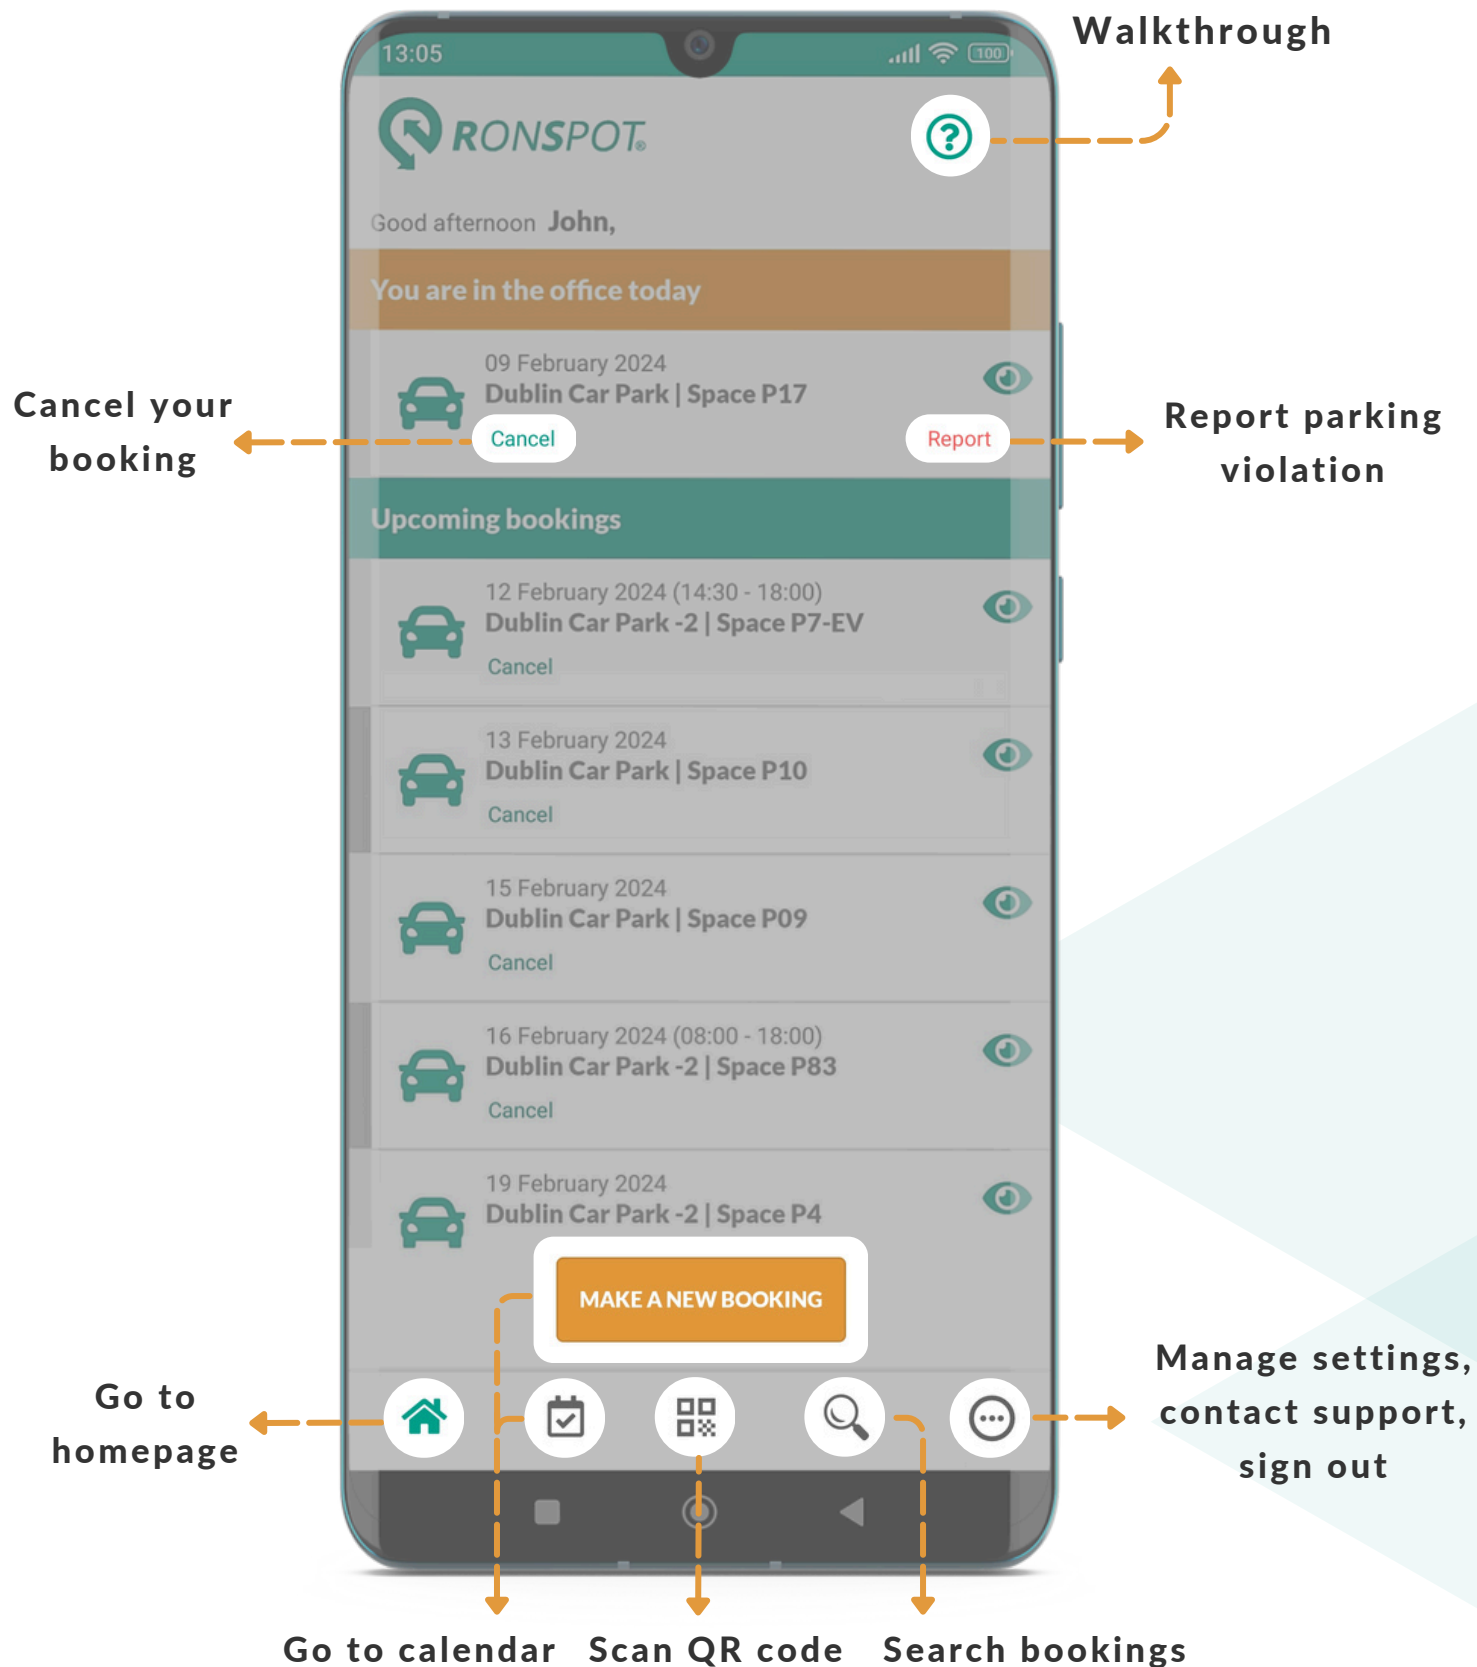 Walkthrough
13:05
100
RONSPOT®
Good afternoon John,
You are in the office today
09 February 2024
Dublin Car Park | Space P17
Cancel
Report
Cancel your
booking
Report parking
violation
Upcoming bookings
12 February 2024 (14:30 - 18:00)
Dublin Car Park -2 | Space P7-EV
Cancel
13 February 2024
Dublin Car Park | Space P10
Cancel
15 February 2024
Dublin Car Park | Space P09
Cancel
16 February 2024 (08:00 - 18:00)
Dublin Car Park -2 | Space P83
Cancel
19 February 2024
Dublin Car Park -2 | Space P4
MAKE A NEW BOOKING
Go to
homepage
Manage settings,
contact support,
sign out
Go to calendar
Scan QR code
Search bookings